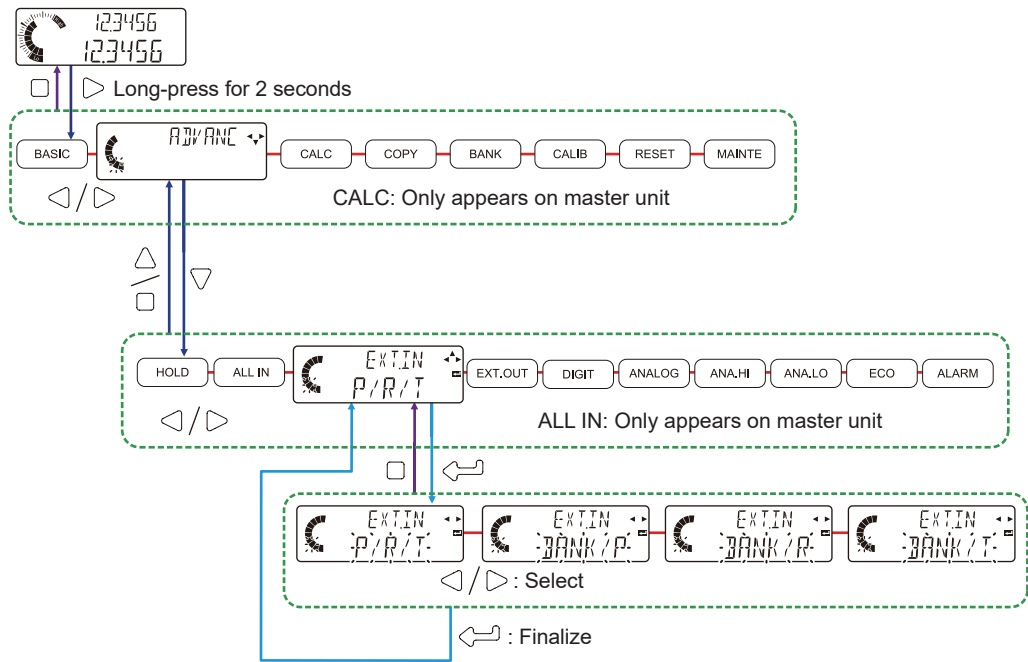 12.3456
12.3456
Long-press for 2 seconds
BASIC ADVANC CALC COPY BANK CALIB RESET MAINTE
CALC: Only appears on master unit
HOLD ALL IN EXT.IN EXT.OUT DIGIT ANALOG ANA.HI ANA.LO ECO ALARM
P/R/T
ALL IN: Only appears on master unit
EXT.IN EXT.IN EXT.IN EXT.IN
P/R/T BANK/P BANK/R BANK/T
: Select
: Finalize